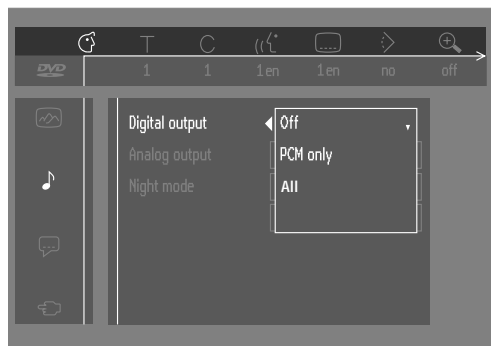 T C
DVD 1 1 1 en 1 en no off
Digital output Off
Analog output PCM only
Night mode All